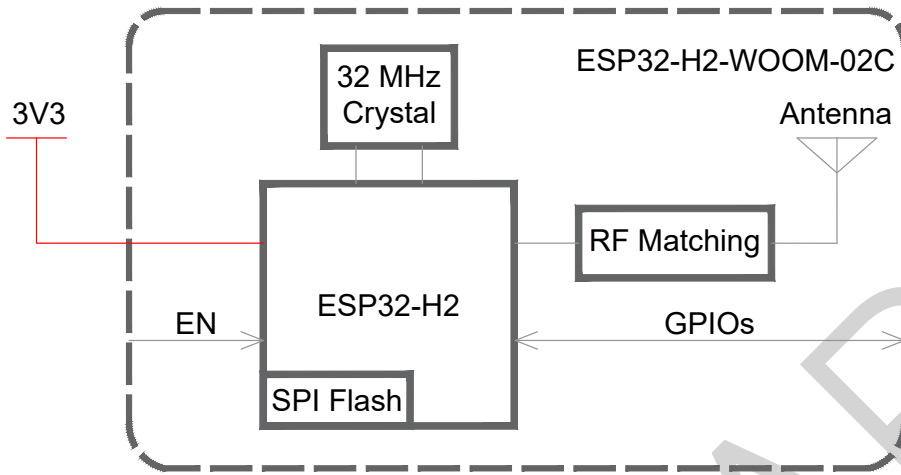 ESP32-H2-WOOM-02C
32 MHz
Crystal
3V3
Antenna
RF Matching
ESP32-H2
EN
GPIOs
SPI Flash